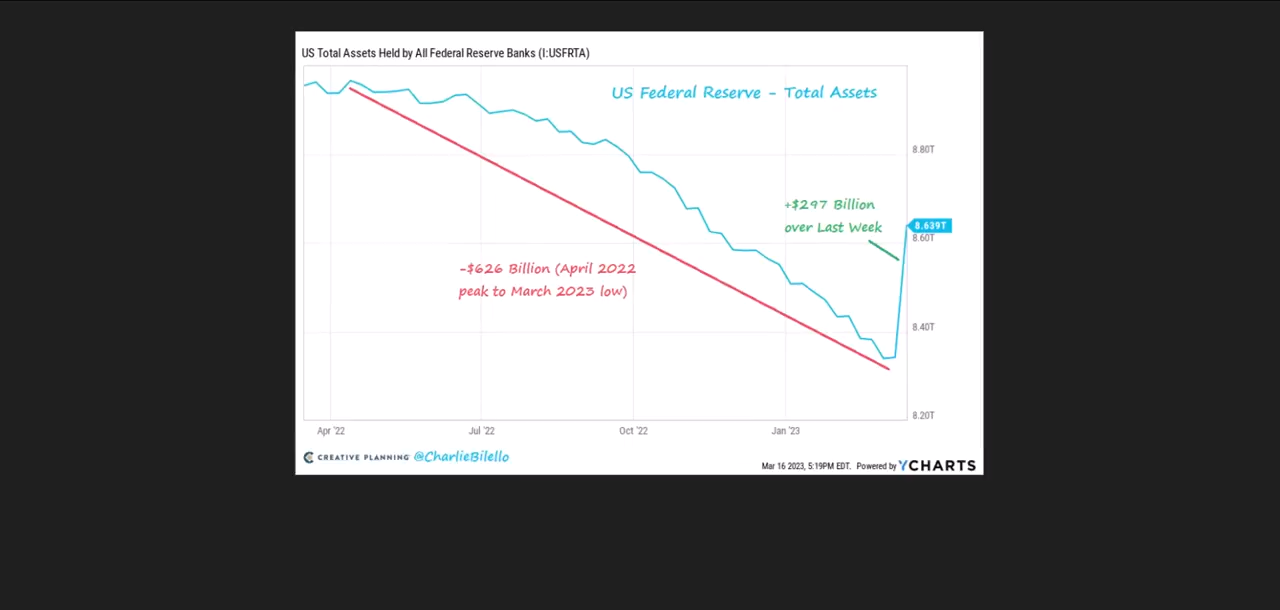 US Total Assets Held by All Federal Reserve Banks (I:USFRTA)
US Federal Reserve - Total Assets
8.80T
+$297 Billion
over Last Week
8.639T
8.60T
-$626 Billion (April 2022
peak to March 2023 low)
8.40T
8.20T
Apr '22 Jul '22 Oct '22 Jan '23
CREATIVE PLANNING @CharlieBilello
Mar 16 2023, 5:19PM EDT. Powered by YCHARTS